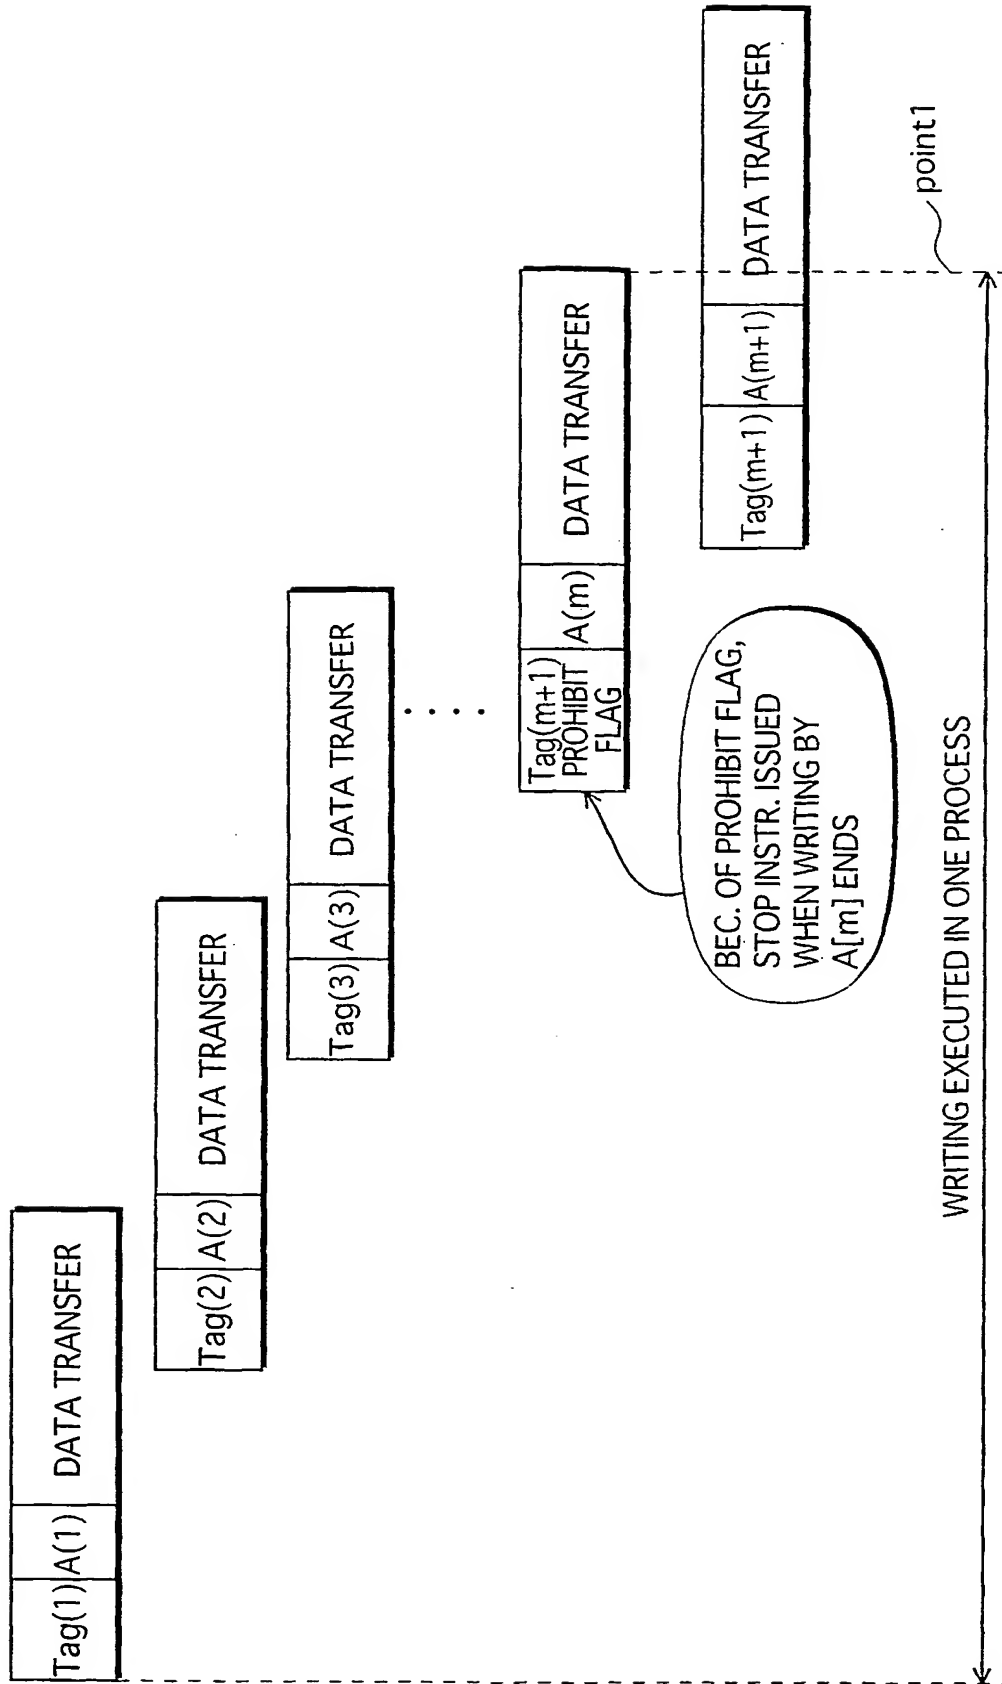 Tag(1) A(1) DATA TRANSFER
Tag(2) A(2) DATA TRANSFER
Tag(3) A(3) DATA TRANSFER
. . . .
Tag(m+1)
PROHIBIT
FLAG
A(m) DATA TRANSFER
Tag(m+1) A(m+1) DATA TRANSFER
BEC. OF PROHIBIT FLAG,
STOP INSTR. ISSUED
WHEN WRITING BY
A[m] ENDS
point1
WRITING EXECUTED IN ONE PROCESS